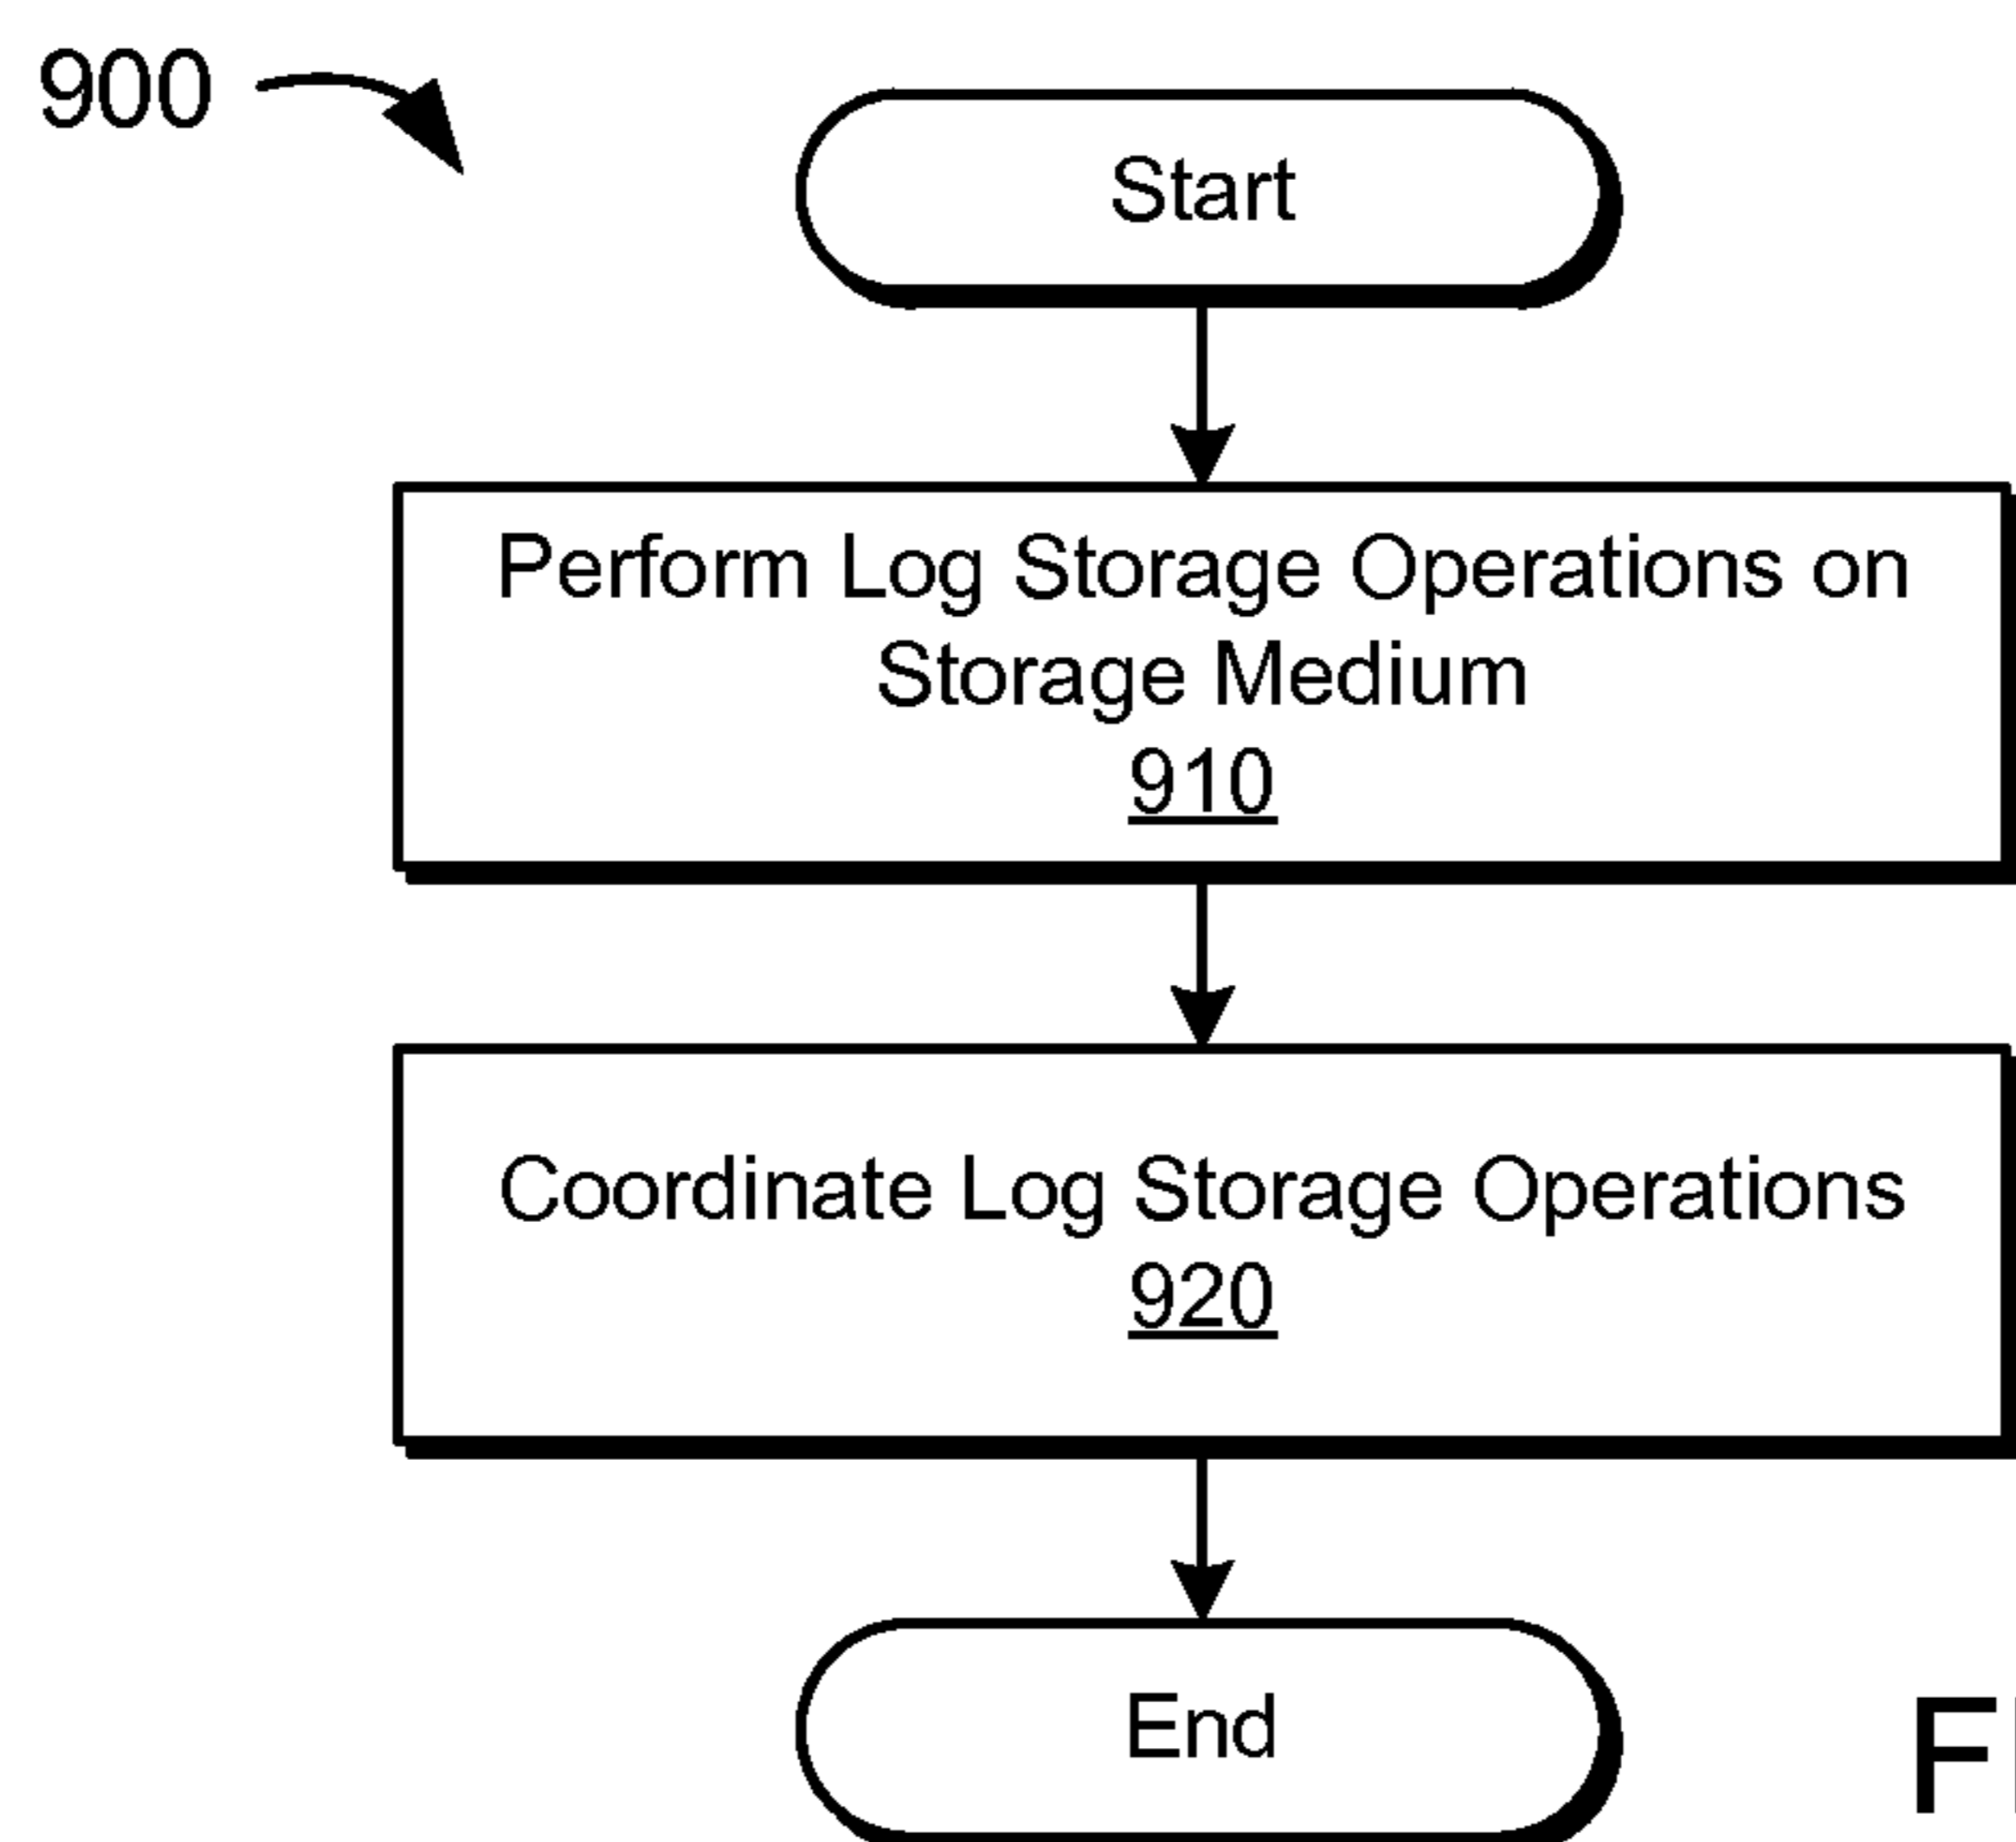 900
Start
Perform Log Storage Operations on
Storage Medium
910
Coordinate Log Storage Operations
920
End